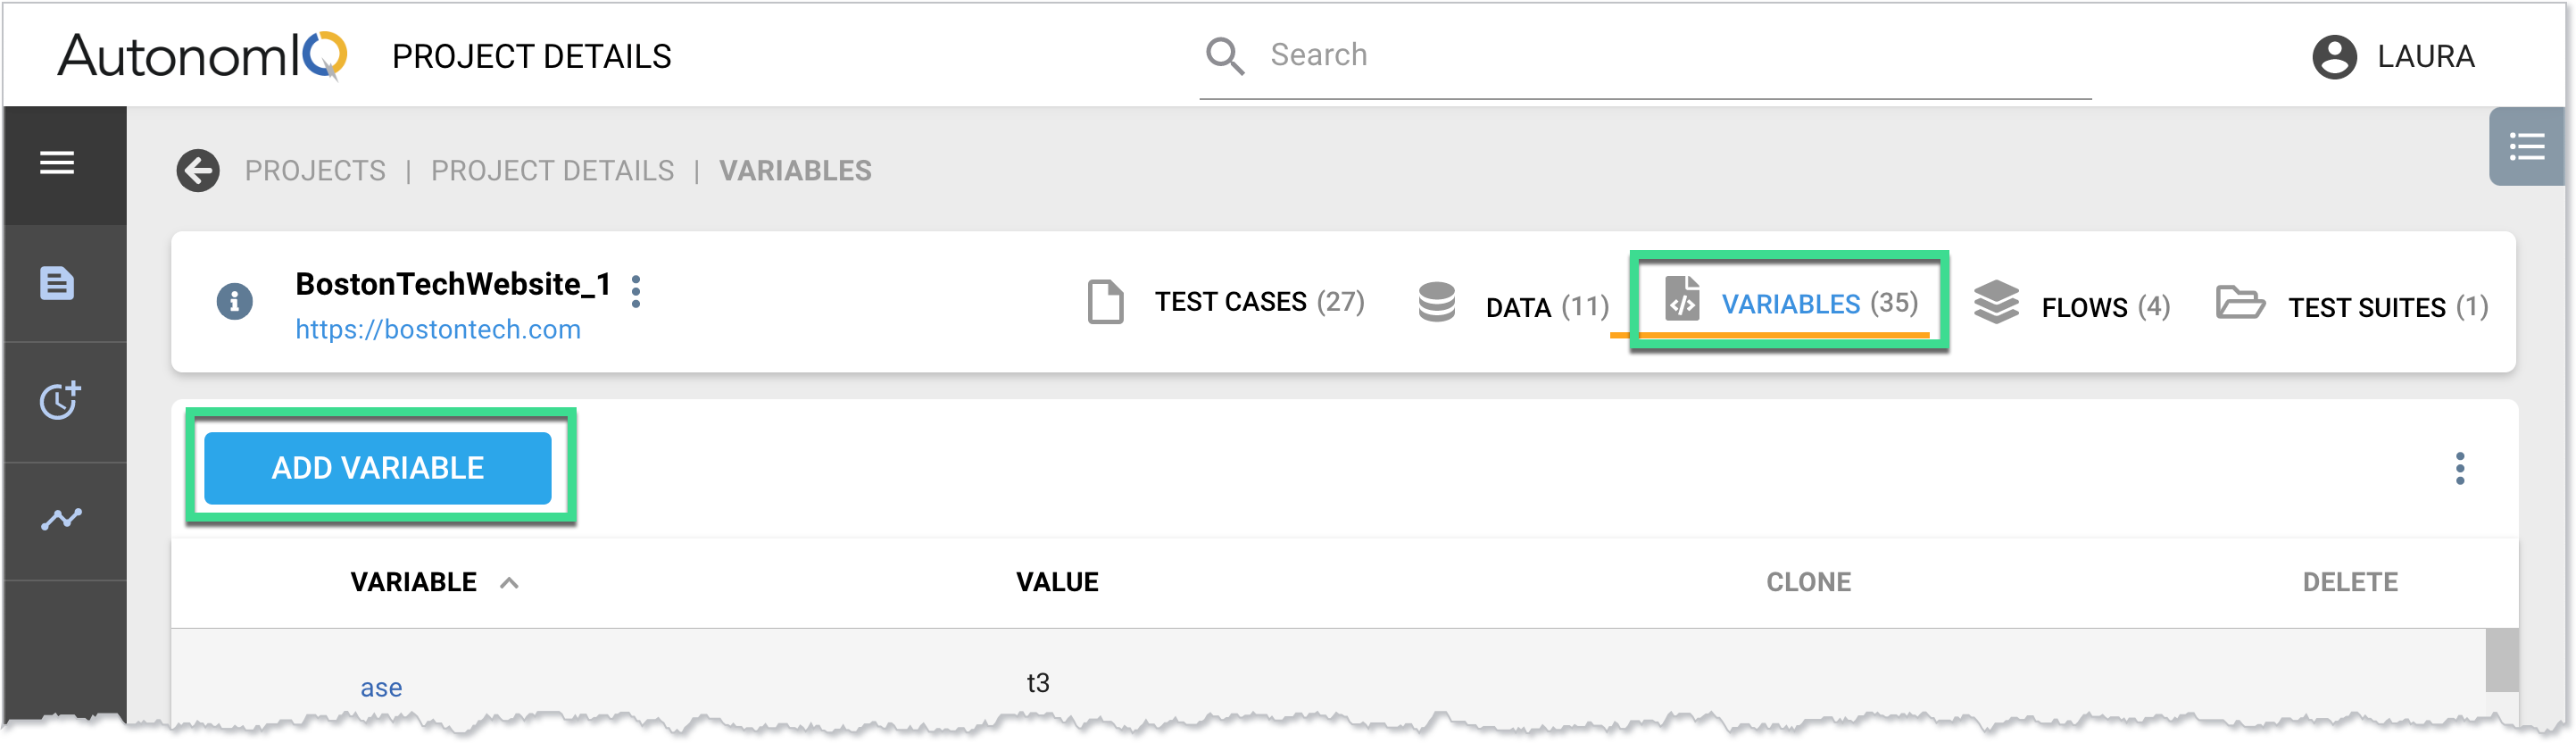 AutonomIQ PROJECT DETAILS Search LAURA
PROJECTS | PROJECT DETAILS | VARIABLES
BostonTechWebsite_1
https://bostontech.com
TEST CASES (27) DATA (11) VARIABLES (35) FLOWS (4) TEST SUITES (1)
ADD VARIABLE
VARIABLE VALUE CLONE DELETE
ase t3